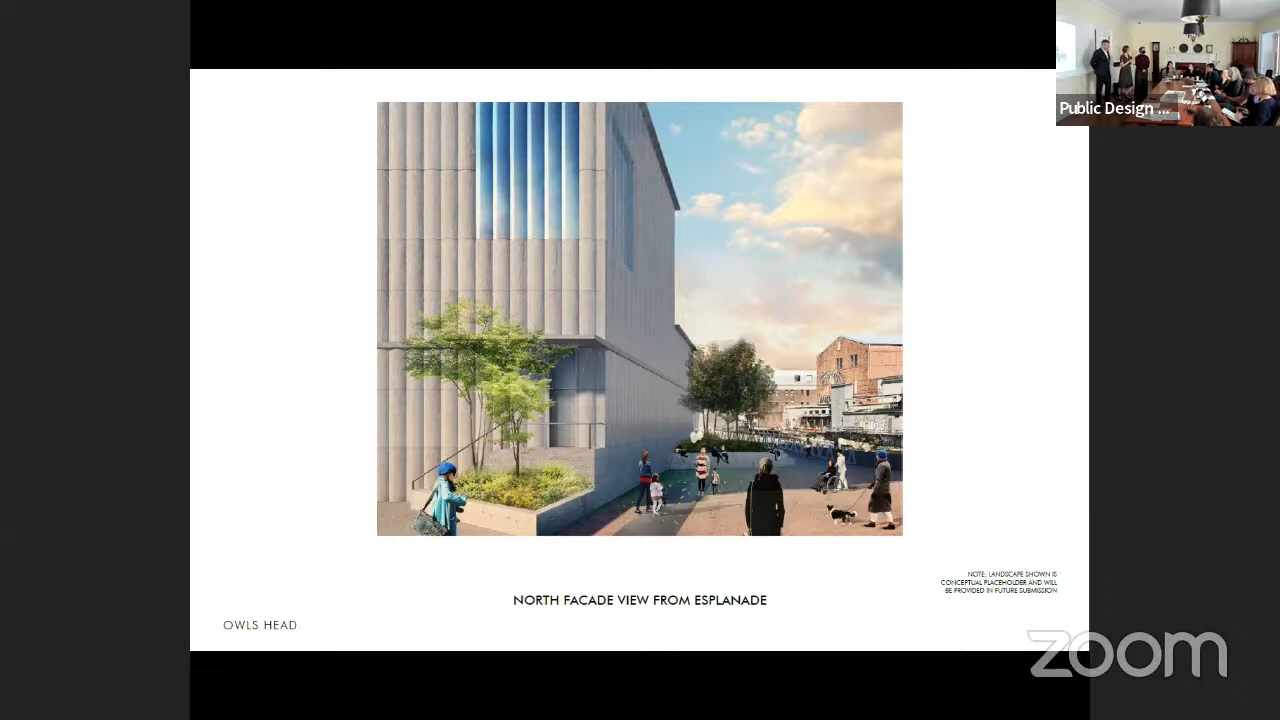 Public Design ...
NORTH FACADE VIEW FROM ESPLANADE
NOTE: LANDSCAPE SHOWN IS
CONCEPTUAL PLACEHOLDER AND WILL
BE PROVIDED IN FUTURE SUBMISSION
OWLS HEAD
zoom